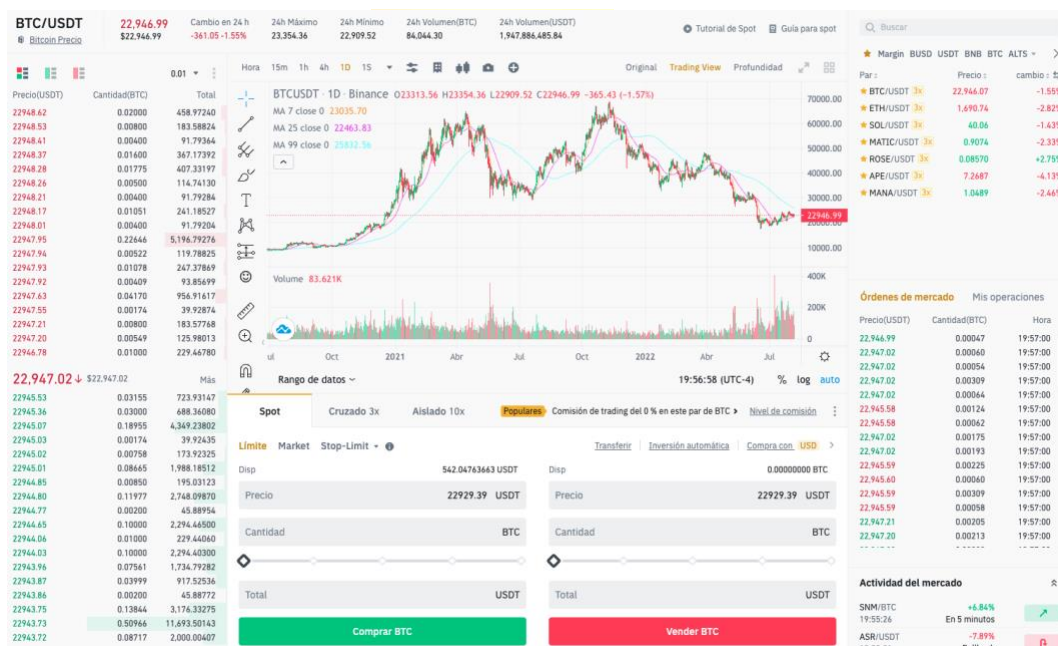 BTC/USDT
Bitcoin Precio
22,946.99
$22,946.99
Cambio en 24 h
-361.05 -1.55%
24h Máximo
23,354.36
24h Mínimo
22,909.52
24h Volumen(BTC)
84,044.30
24h Volumen(USDT)
1,947,886,485.84
Tutorial de Spot
Guía para spot
0.01
Precio(USDT) Cantidad(BTC) Total
22948.62 0.02000 458.97240
22948.53 0.00800 183.58824
22948.41 0.00400 91.79364
22948.37 0.01600 367.17392
22948.28 0.01775 407.33197
22948.26 0.00500 114.74130
22948.21 0.00400 91.79284
22948.17 0.01051 241.18527
22948.01 0.00400 91.79204
22947.95 0.22646 5,196.79276
22947.94 0.00522 119.78825
22947.93 0.01078 247.37869
22947.92 0.00409 93.85699
22947.63 0.04170 956.91617
22947.55 0.00174 39.92874
22947.21 0.00800 183.57768
22947.20 0.00549 125.98013
22946.78 0.01000 229.46780
22,947.02↓ $22,947.02 Más
22945.53 0.03155 723.93147
22945.36 0.03000 688.36080
22945.07 0.18955 4,349.23802
22945.03 0.00174 39.92435
22945.02 0.00758 173.92325
22945.01 0.08665 1,988.18512
22944.85 0.00850 195.03123
22944.80 0.11977 2,748.09870
22944.77 0.00200 45.88954
22944.65 0.10000 2,294.46500
22944.06 0.01000 229.44060
22944.03 0.10000 2,294.40300
22943.96 0.07561 1,734.79282
22943.87 0.03999 917.52536
22943.86 0.00200 45.88772
22943.75 0.13844 3,176.33275
22943.73 0.50966 11,693.50143
22943.72 0.08717 2,000.00407
Hora 15m 1h 4h 1D 1S
Original Trading View Profundidad
BTCUSDT · 1D · Binance O23313.56 H23354.36 L22909.52 C22946.99 -365.43 (-1.57%)
MA 7 close 0 23035.70
MA 25 close 0 22463.83
MA 99 close 0 25832.56
70000.00
60000.00
50000.00
40000.00
30000.00
22946.99
10000.00
Volume 83.621K
400K
200K
0
ul Oct 2021 Abr Jul Oct 2022 Abr Jul
Rango de datos
19:56:58 (UTC-4) % log auto
Spot Cruzado 3x Aislado 10x
Populares Comisión de trading del 0 % en este par de BTC Nivel de comisión
Límite Market Stop-Limit
Transferir Inversión automática Compra con USD
Disp 542.04763663 USDT
Precio 22929.39 USDT
Cantidad BTC
Total USDT
Comprar BTC
Disp 0.00000000 BTC
Precio 22929.39 USDT
Cantidad BTC
Total USDT
Vender BTC
Buscar
Margin BUSD USDT BNB BTC ALTS
Par Precio cambio
BTC/USDT 3x 22,946.07 -1.55%
ETH/USDT 3x 1,690.74 -2.82%
SOL/USDT 3x 40.06 -1.43%
MATIC/USDT 3x 0.9074 -2.33%
ROSE/USDT 3x 0.08570 +2.75%
APE/USDT 3x 7.2687 -4.13%
MANA/USDT 3x 1.0489 -2.46%
Órdenes de mercado Mis operaciones
Precio(USDT) Cantidad(BTC) Hora
22,946.99 0.00047 19:57:00
22,947.02 0.00060 19:57:00
22,947.02 0.00054 19:57:00
22,947.02 0.00309 19:57:00
22,947.02 0.00064 19:57:00
22,945.58 0.00124 19:57:00
22,945.58 0.00062 19:57:00
22,947.02 0.00175 19:57:00
22,947.02 0.00193 19:57:00
22,945.59 0.00225 19:57:00
22,945.60 0.00060 19:57:00
22,945.59 0.00309 19:57:00
22,945.59 0.00058 19:57:00
22,947.21 0.00205 19:57:00
22,947.20 0.00213 19:57:00
Actividad del mercado
SNM/BTC +6.84%
19:55:26 En 5 minutos
ASR/USDT -7.89%